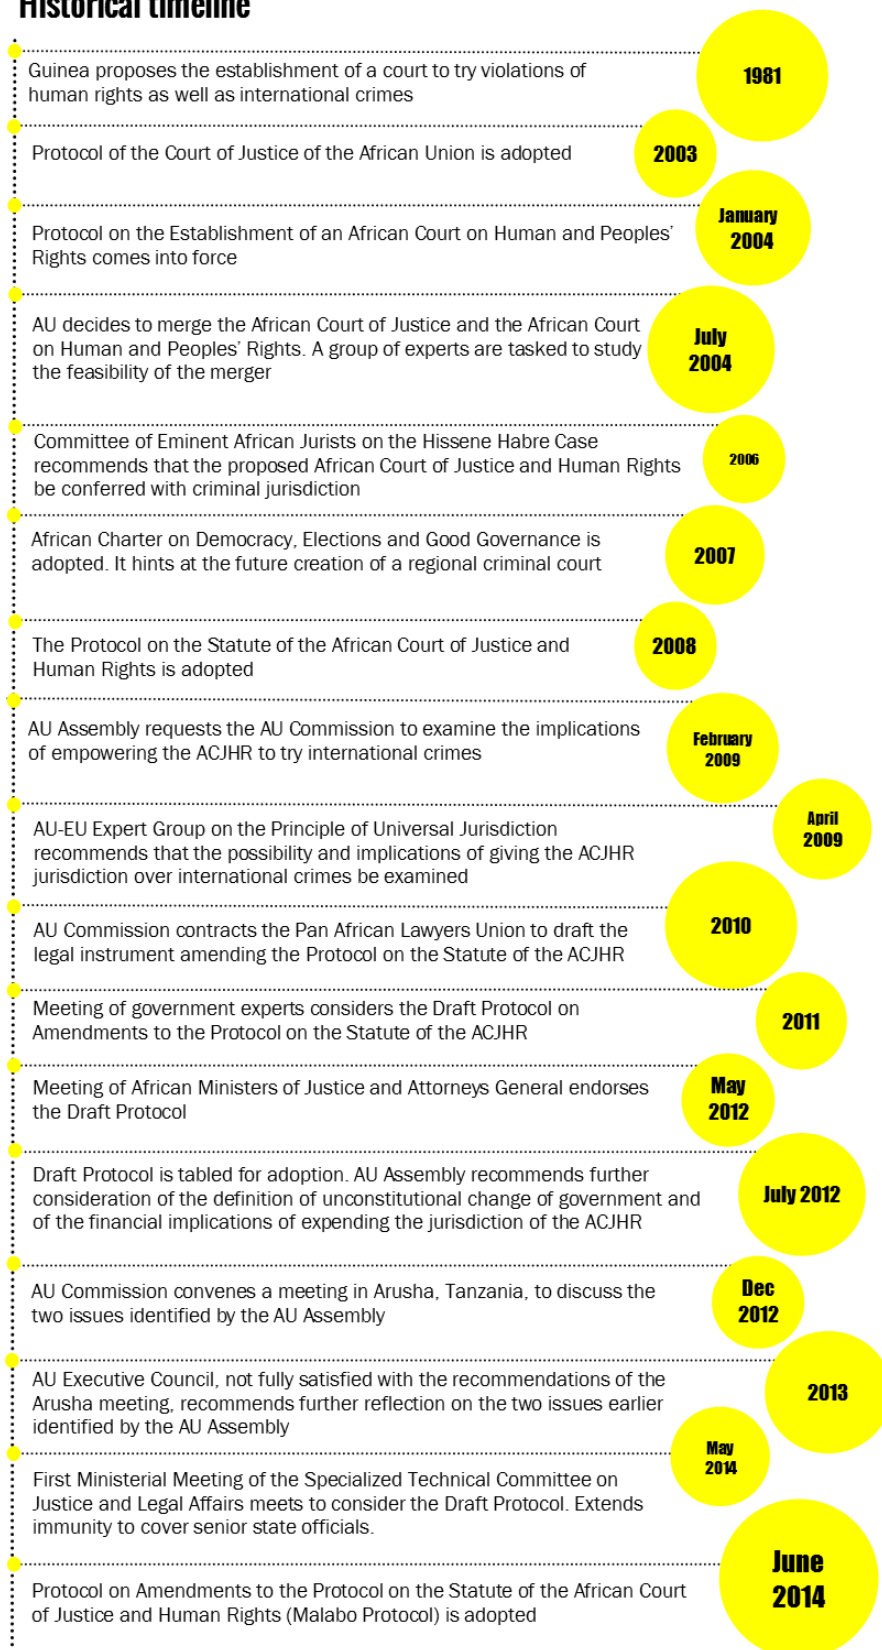 Historical timeline
Guinea proposes the establishment of a court to try violations of
human rights as well as international crimes
1981
Protocol of the Court of Justice of the African Union is adopted
2003
Protocol on the Establishment of an African Court on Human and Peoples'
Rights comes into force
January
2004
AU decides to merge the African Court of Justice and the African Court
on Human and Peoples' Rights. A group of experts are tasked to study
the feasibility of the merger
July
2004
Committee of Eminent African Jurists on the Hissene Habre Case
recommends that the proposed African Court of Justice and Human Rights
be conferred with criminal jurisdiction
2006
African Charter on Democracy, Elections and Good Governance is
adopted. It hints at the future creation of a regional criminal court
2007
The Protocol on the Statute of the African Court of Justice and
Human Rights is adopted
2008
AU Assembly requests the AU Commission to examine the implications
of empowering the ACJHR to try international crimes
February
2009
AU-EU Expert Group on the Principle of Universal Jurisdiction
recommends that the possibility and implications of giving the ACJHR
jurisdiction over international crimes be examined
April
2009
AU Commission contracts the Pan African Lawyers Union to draft the
legal instrument amending the Protocol on the Statute of the ACJHR
2010
Meeting of government experts considers the Draft Protocol on
Amendments to the Protocol on the Statute of the ACJHR
2011
Meeting of African Ministers of Justice and Attorneys General endorses
the Draft Protocol
May
2012
Draft Protocol is tabled for adoption. AU Assembly recommends further
consideration of the definition of unconstitutional change of government and
of the financial implications of expending the jurisdiction of the ACJHR
July 2012
AU Commission convenes a meeting in Arusha, Tanzania, to discuss the
two issues identified by the AU Assembly
Dec
2012
AU Executive Council, not fully satisfied with the recommendations of the
Arusha meeting, recommends further reflection on the two issues earlier
identified by the AU Assembly
2013
First Ministerial Meeting of the Specialized Technical Committee on
Justice and Legal Affairs meets to consider the Draft Protocol. Extends
immunity to cover senior state officials.
May
2014
Protocol on Amendments to the Protocol on the Statute of the African Court
of Justice and Human Rights (Malabo Protocol) is adopted
June
2014